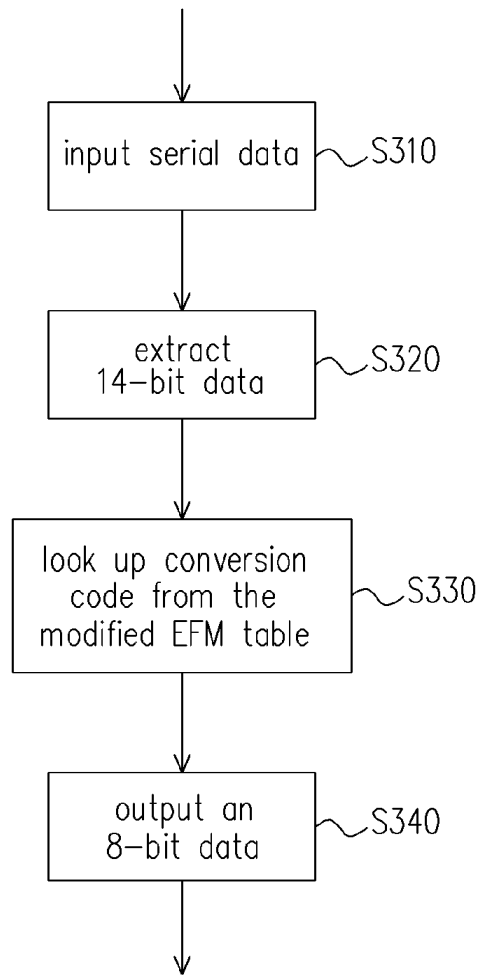 input serial data
S310
extract
14-bit data
S320
look up conversion
code from the
modified EFM table
S330
output an
8-bit data
S340